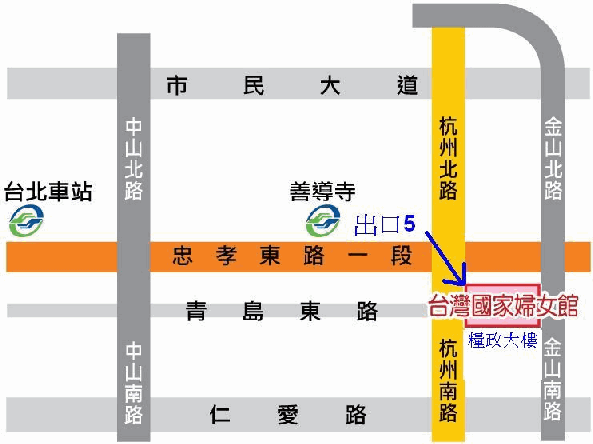 市民大道
中山北路
杭州北路
金山北路
台北車站
善導寺
出口5
忠孝東路一段
台灣國家婦女館
青島東路
糧政大樓
中山南路
杭州南路
金山南路
仁愛路